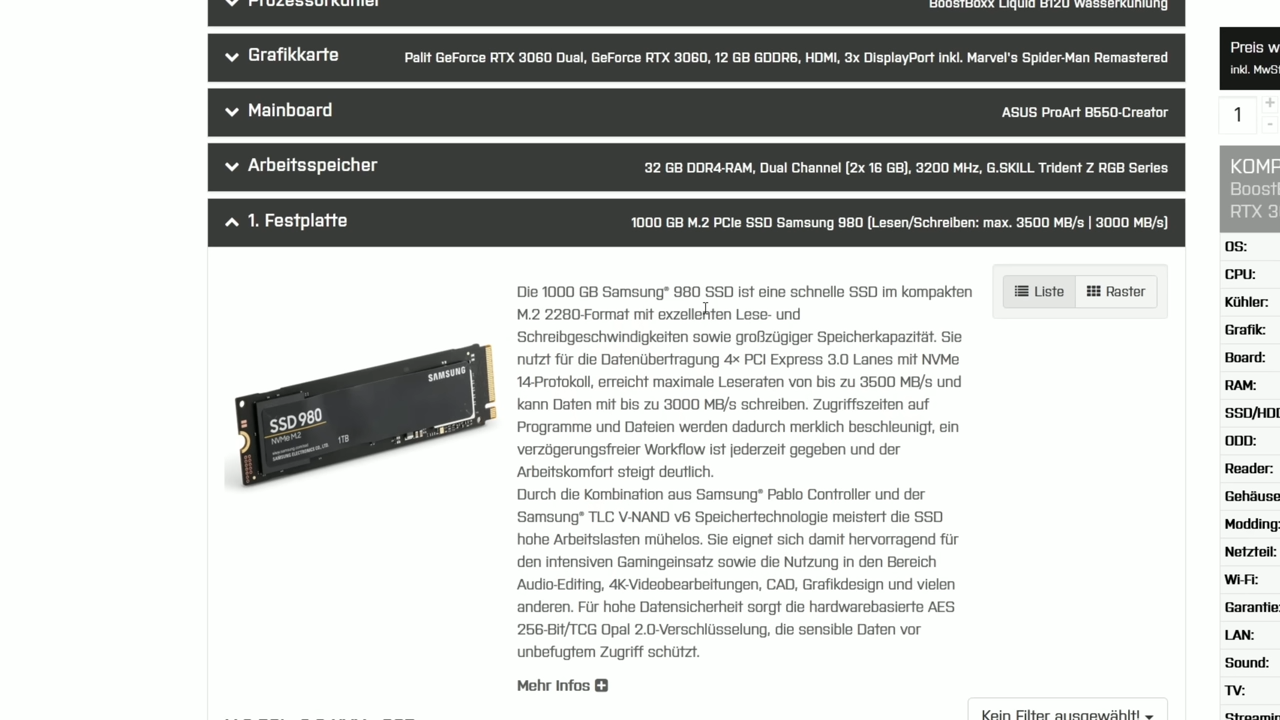 Prozessorkühler
BoostBoxx Liquid B120 Wasserkühlung
Grafikkarte
Palit GeForce RTX 3060 Dual, GeForce RTX 3060, 12 GB GDDR6, HDMI, 3x DisplayPort inkl. Marvel's Spider-Man Remastered
Mainboard
ASUS ProArt B550-Creator
Arbeitsspeicher
32 GB DDR4-RAM, Dual Channel (2x 16 GB), 3200 MHz, G.SKILL Trident Z RGB Series
1. Festplatte
1000 GB M.2 PCIe SSD Samsung 980 (Lesen/Schreiben: max. 3500 MB/s | 3000 MB/s)
SAMSUNG
SSD 980
NVMe M.2
1TB
Die 1000 GB Samsung® 980 SSD ist eine schnelle SSD im kompakten
M.2 2280-Format mit exzellenten Lese- und
Schreibgeschwindigkeiten sowie großzügiger Speicherkapazität. Sie
nutzt für die Datenübertragung 4× PCI Express 3.0 Lanes mit NVMe
14-Protokoll, erreicht maximale Leseraten von bis zu 3500 MB/s und
kann Daten mit bis zu 3000 MB/s schreiben. Zugriffszeiten auf
Programme und Dateien werden dadurch merklich beschleunigt, ein
verzögerungsfreier Workflow ist jederzeit gegeben und der
Arbeitskomfort steigt deutlich.
Durch die Kombination aus Samsung® Pablo Controller und der
Samsung® TLC V-NAND v6 Speichertechnologie meistert die SSD
hohe Arbeitslasten mühelos. Sie eignet sich damit hervorragend für
den intensiven Gamingeinsatz sowie die Nutzung in den Bereich
Audio-Editing, 4K-Videobearbeitungen, CAD, Grafikdesign und vielen
anderen. Für hohe Datensicherheit sorgt die hardwarebasierte AES
256-Bit/TCG Opal 2.0-Verschlüsselung, die sensible Daten vor
unbefugtem Zugriff schützt.
Mehr Infos
Liste
Raster
Kein Filter ausgewählt!
Preis w
inkl. MwSt
1
+
-
KOMP
Boost
RTX 3
OS:
CPU:
Kühler:
Grafik:
Board:
RAM:
SSD/HDD
ODD:
Reader:
Gehäuse
Modding:
Netzteil:
Wi-Fi:
Garantie:
LAN:
Sound:
TV:
Streaming